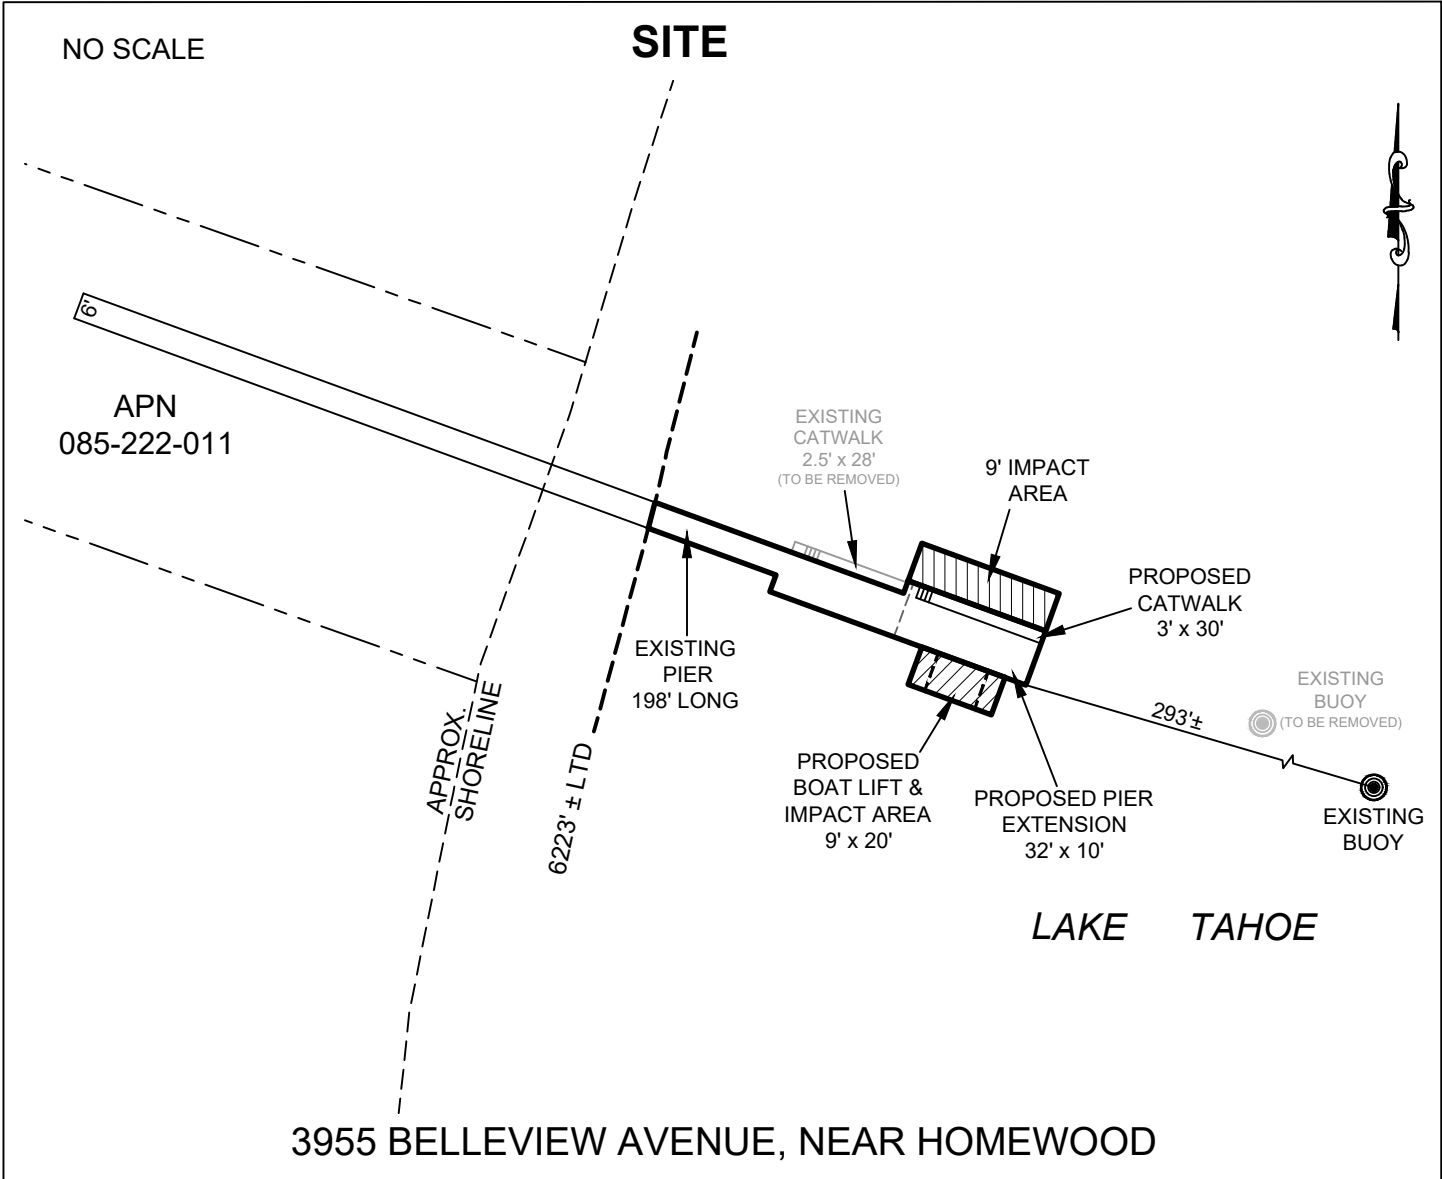 NO SCALE
SITE
6'
APN
085-222-011
EXISTING
CATWALK
2.5' x 28'
(TO BE REMOVED)
9' IMPACT
AREA
PROPOSED
CATWALK
3' x 30'
EXISTING
PIER
198' LONG
APPROX.
SHORELINE
6223' ± LTD
PROPOSED
BOAT LIFT &
IMPACT AREA
9' x 20'
PROPOSED PIER
EXTENSION
32' x 10'
293'±
EXISTING
BUOY
(TO BE REMOVED)
EXISTING
BUOY
LAKE TAHOE
3955 BELLEVIEW AVENUE, NEAR HOMEWOOD